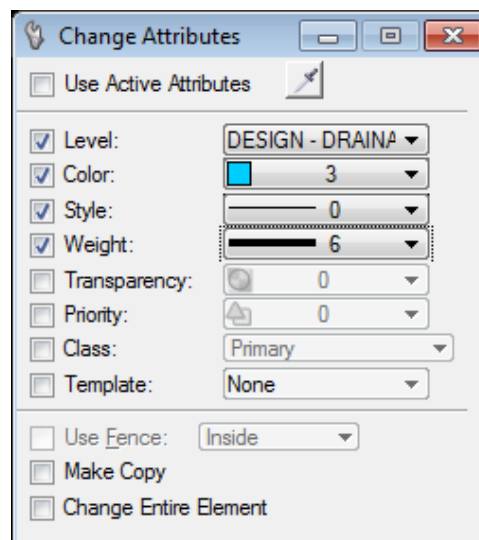 Change Attributes
Use Active Attributes
Level: DESIGN - DRAINA
Color: 3
Style: 0
Weight: 6
Transparency: 0
Priority: 0
Class: Primary
Template: None
Use Fence: Inside
Make Copy
Change Entire Element